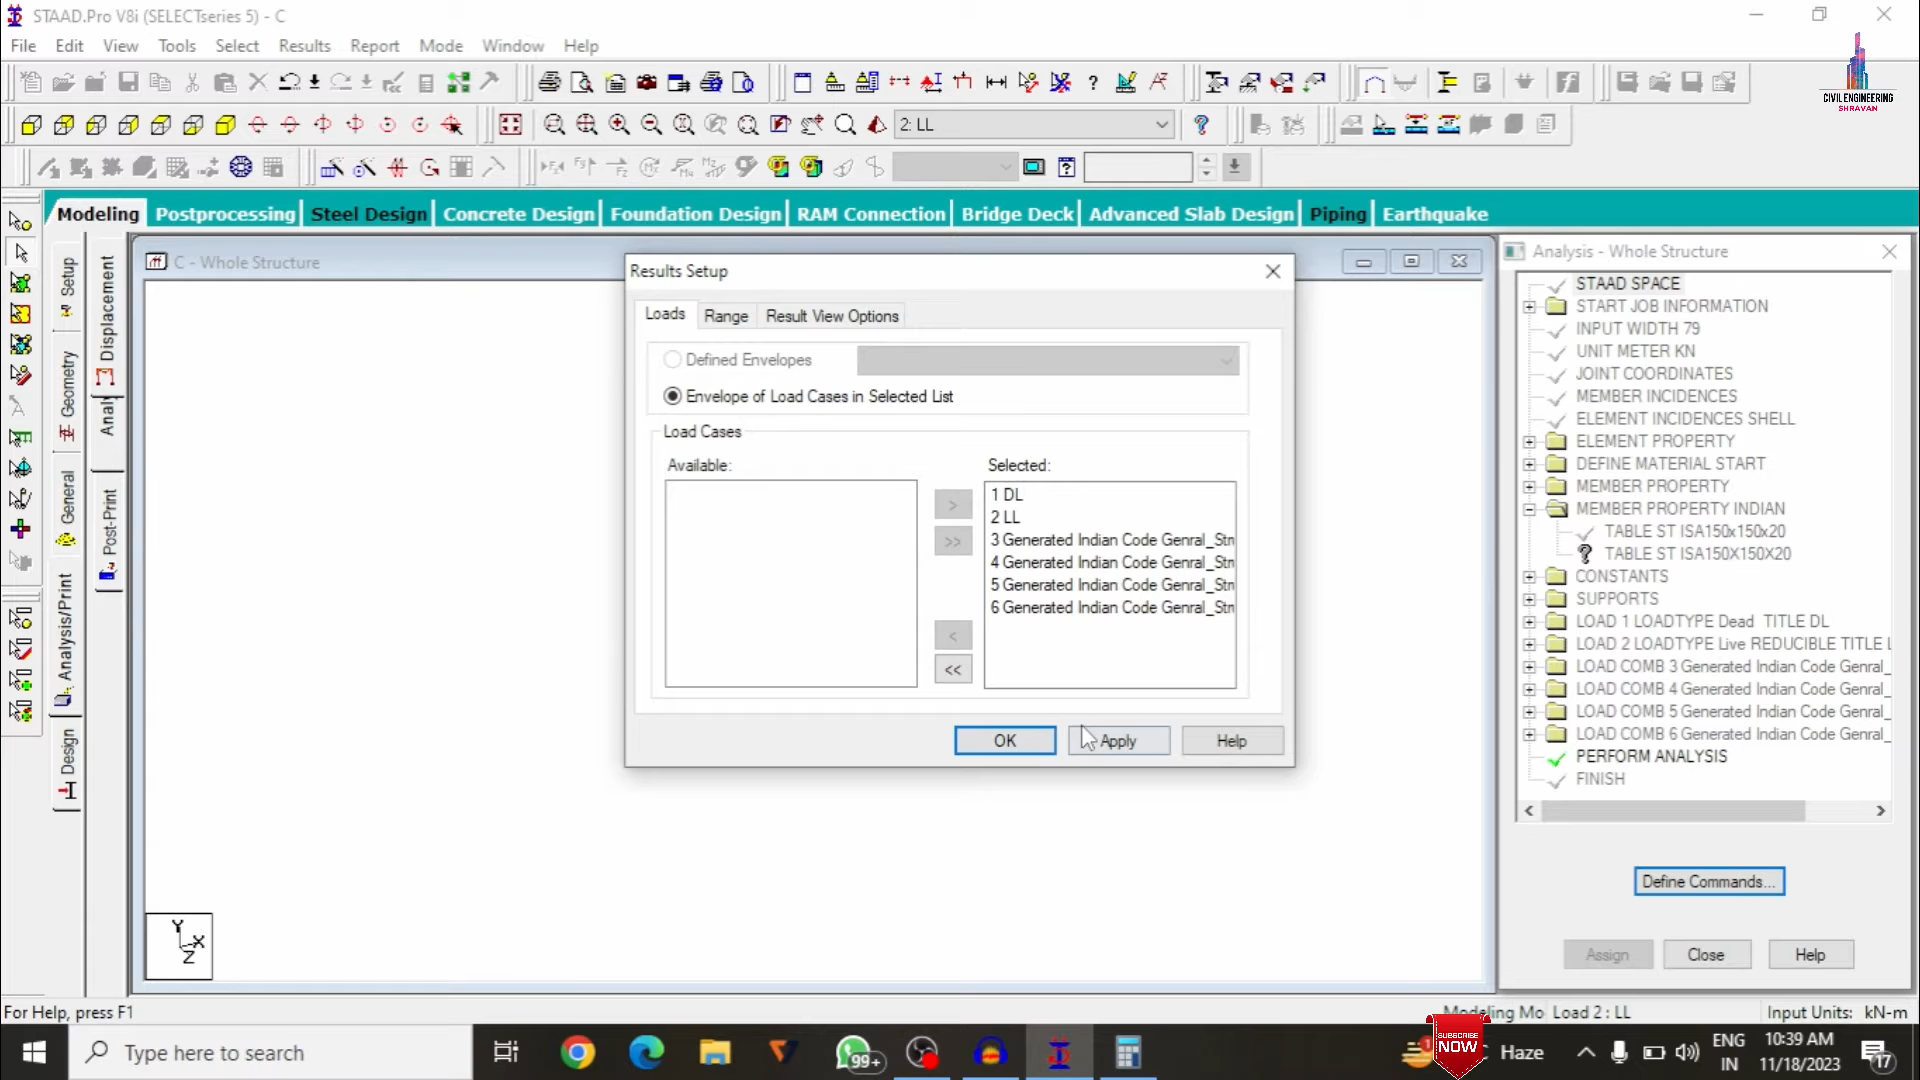 STAAD.Pro V8i (SELECTseries 5) - C
File Edit View Tools Select Results Report Mode Window Help
CIVIL ENGINEERING
SHRAVAN
2: LL
Modeling Postprocessing Steel Design Concrete Design Foundation Design RAM Connection Bridge Deck Advanced Slab Design Piping Earthquake
Setup
Geometry
General
Analysis/Print
Design
Displacement
Anal
Post-Print
C - Whole Structure
Results Setup
Loads Range Result View Options
Defined Envelopes
Envelope of Load Cases in Selected List
Load Cases
Available: Selected:
1 DL
2 LL
3 Generated Indian Code Genral_Str
4 Generated Indian Code Genral_Str
5 Generated Indian Code Genral_Str
6 Generated Indian Code Genral_Str
>
>>
<
<<
OK Apply Help
Analysis - Whole Structure
STAAD SPACE
START JOB INFORMATION
INPUT WIDTH 79
UNIT METER KN
JOINT COORDINATES
MEMBER INCIDENCES
ELEMENT INCIDENCES SHELL
ELEMENT PROPERTY
DEFINE MATERIAL START
MEMBER PROPERTY
MEMBER PROPERTY INDIAN
TABLE ST ISA150x150x20
TABLE ST ISA150X150X20
CONSTANTS
SUPPORTS
LOAD 1 LOADTYPE Dead TITLE DL
LOAD 2 LOADTYPE Live REDUCIBLE TITLE L
LOAD COMB 3 Generated Indian Code Genral_
LOAD COMB 4 Generated Indian Code Genral_
LOAD COMB 5 Generated Indian Code Genral_
LOAD COMB 6 Generated Indian Code Genral_
PERFORM ANALYSIS
FINISH
Define Commands...
Assign Close Help
Y
X
Z
For Help, press F1
Modeling Mo Load 2 : LL Input Units: kN-m
Type here to search
99+
SUBSCRIBE
NOW
Haze
ENG
IN
10:39 AM
11/18/2023
17